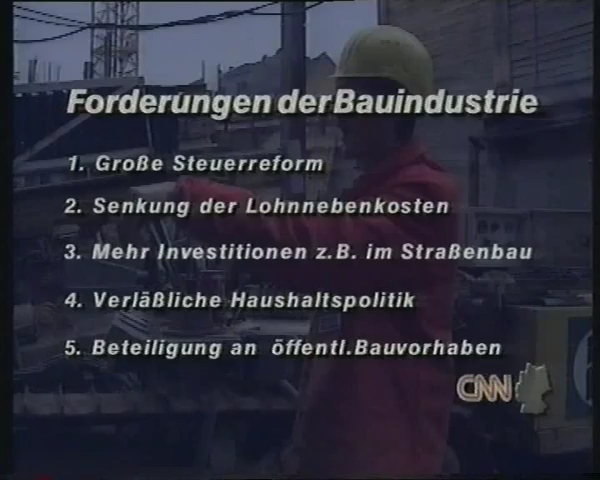 Forderungen der Bauindustrie
1. Große Steuerreform
2. Senkung der Lohnnebenkosten
3. Mehr Investitionen z.B. im Straßenbau
4. Verläßliche Haushaltspolitik
5. Beteiligung an öffentl.Bauvorhaben
CNN